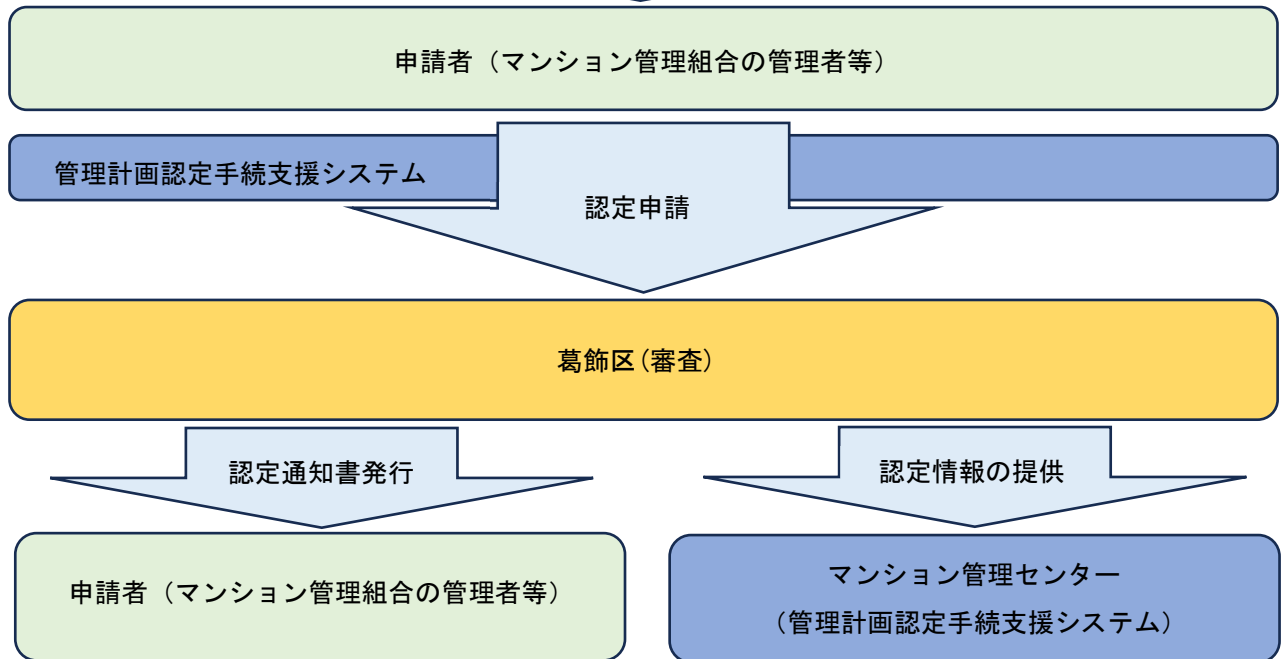 申請者（マンション管理組合の管理者等）
管理計画認定手続支援システム
認定申請
葛飾区(審査)
認定通知書発行
認定情報の提供
申請者（マンション管理組合の管理者等）
マンション管理センター
（管理計画認定手続支援システム）